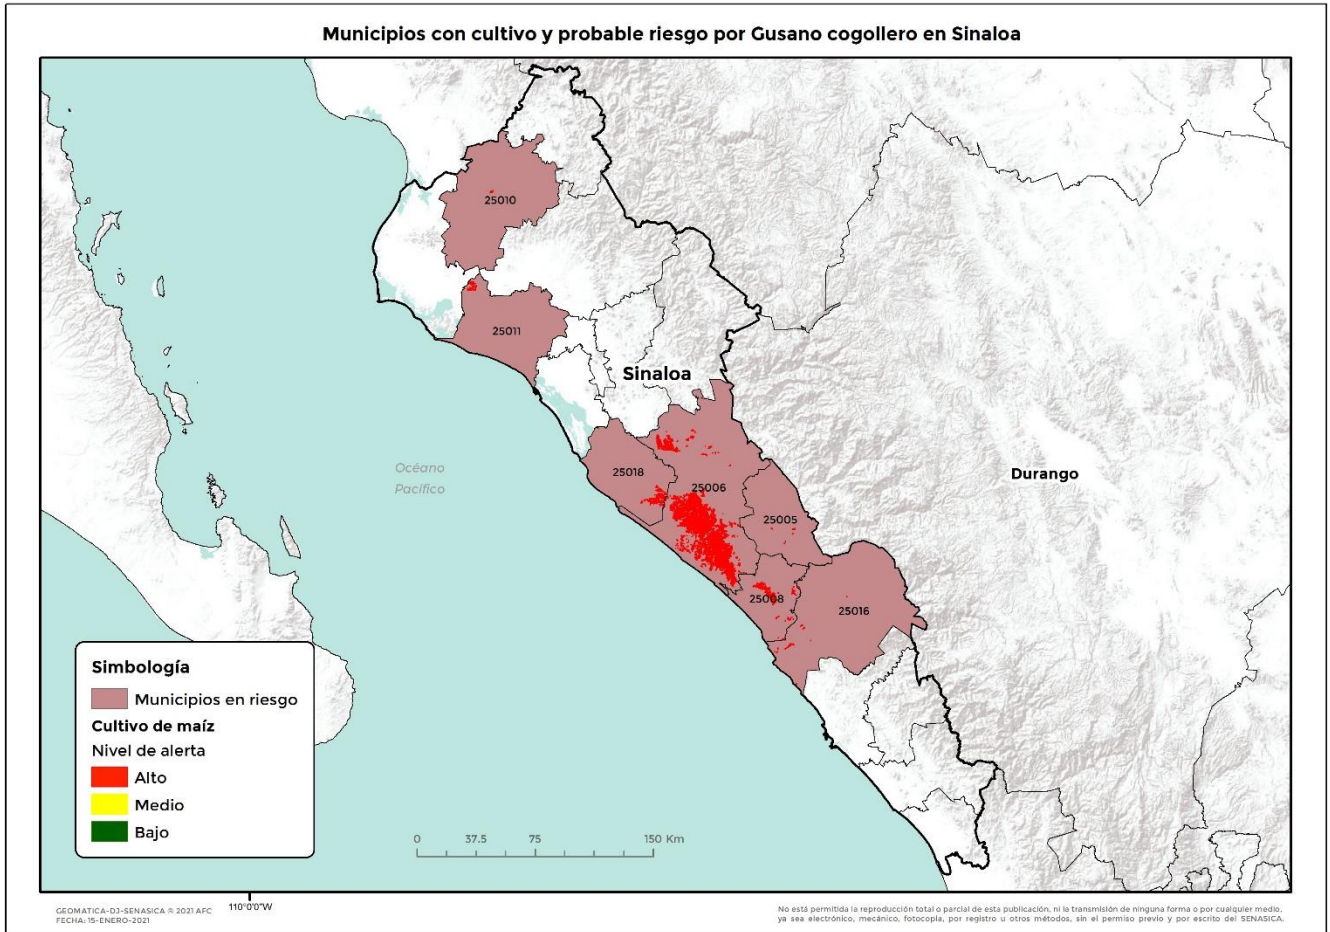 Municipios con cultivo y probable riesgo por Gusano cogollero en Sinaloa
25010
25011
Sinaloa
25018
25006
25005
25008
25016
Océano
Pacífico
Durango
Simbología
Municipios en riesgo
Cultivo de maíz
Nivel de alerta
Alto
Medio
Bajo
0 37.5 75 150 Km
GEOMATICA-DJ-SENASICA ® 2021 AFC
FECHA: 15-ENERO-2021
110°0'0"W
No está permitida la reproducción total o parcial de esta publicación, ni la transmisión de ninguna forma o por cualquier medio,
ya sea electrónico, mecánico, fotocopia, por registro u otros métodos, sin el permiso previo y por escrito del SENASICA.